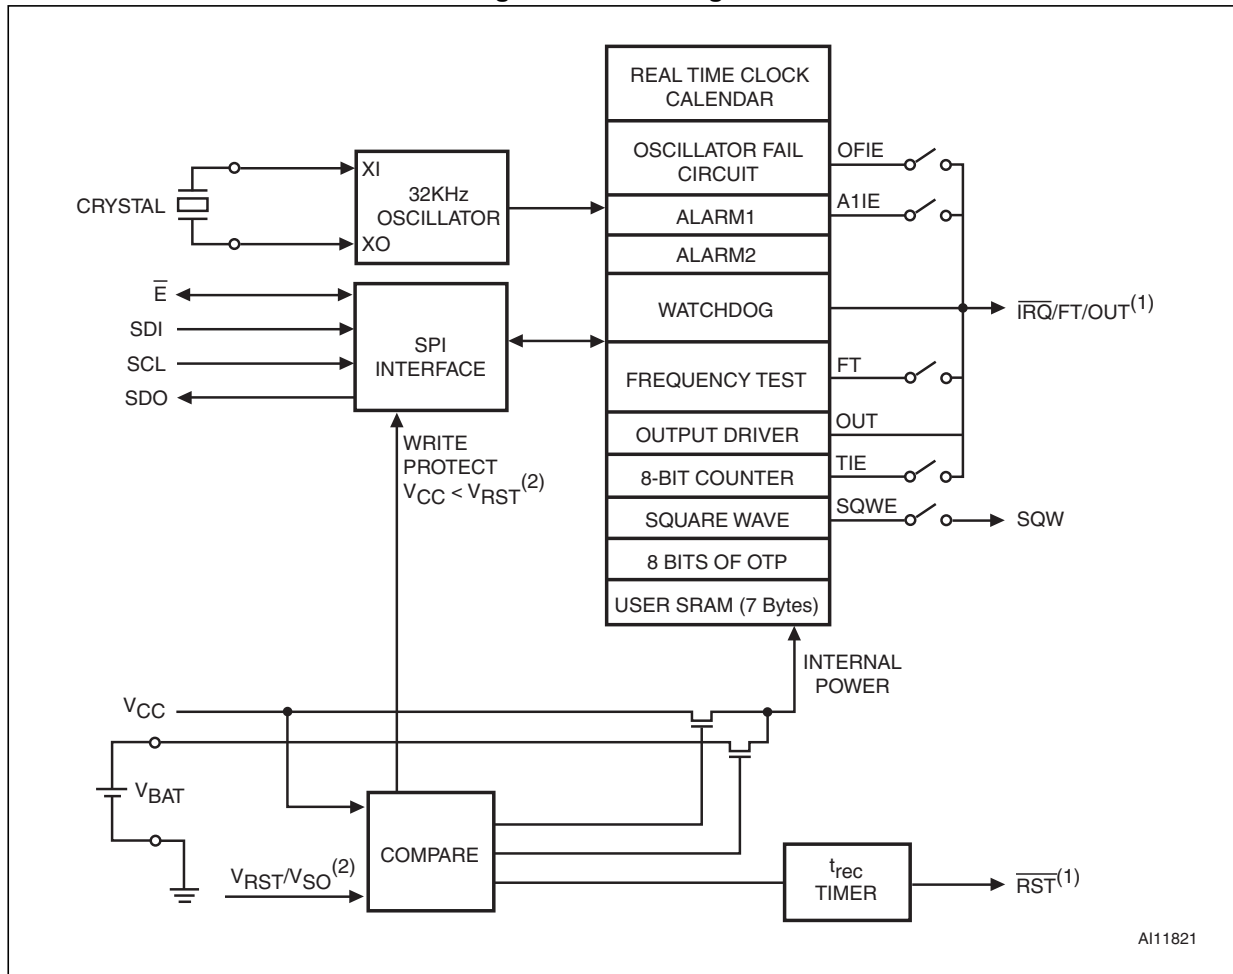 REAL TIME CLOCK
CALENDAR
OSCILLATOR FAIL
CIRCUIT
OFIE
XI
32KHz
OSCILLATOR
XO
CRYSTAL
ALARM1
A1IE
ALARM2
E̅
SDI
SCL
SDO
SPI
INTERFACE
WATCHDOG
I̅R̅Q̅/FT/OUT(1)
FREQUENCY TEST
FT
OUTPUT DRIVER
OUT
WRITE
PROTECT
VCC < VRST(2)
8-BIT COUNTER
TIE
SQUARE WAVE
SQWE
SQW
8 BITS OF OTP
USER SRAM (7 Bytes)
INTERNAL
POWER
VCC
VBAT
COMPARE
VRST/VSO(2)
trec
TIMER
R̅S̅T̅(1)
AI11821